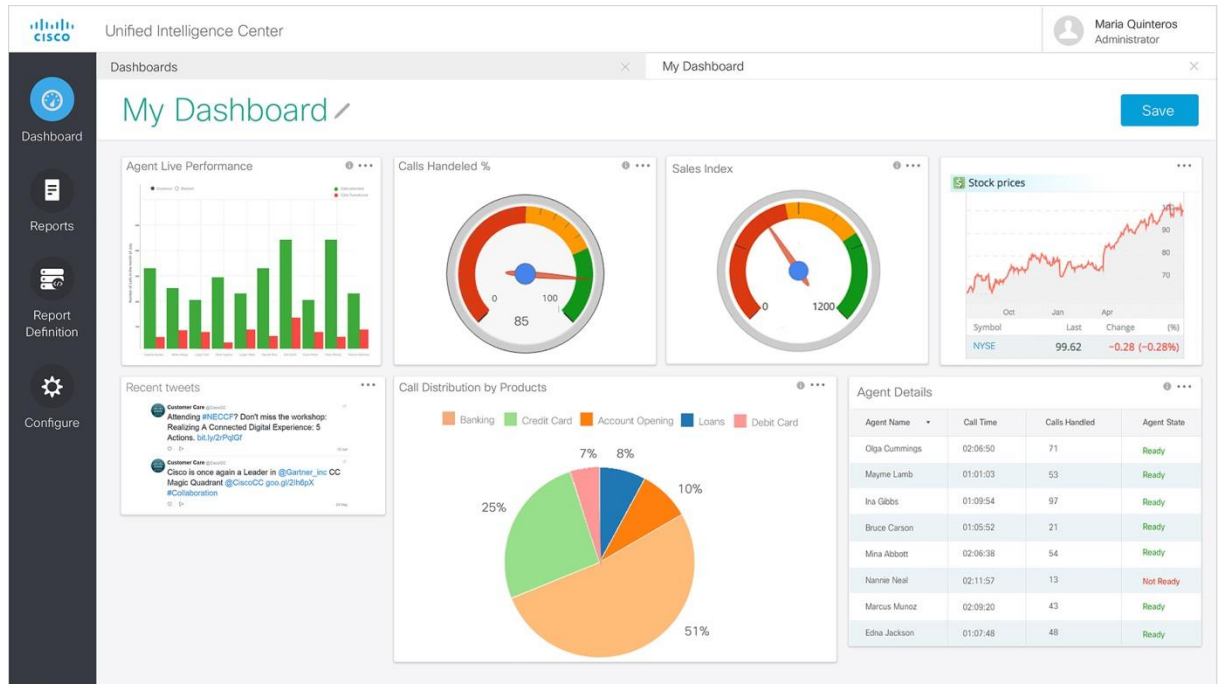 CISCO
Unified Intelligence Center
Maria Quinteros
Administrator
Dashboards
My Dashboard
My Dashboard
Save
Dashboard
Reports
Report
Definition
Configure
Agent Live Performance
Calls Handeled %
0
100
85
Sales Index
0
1200
Stock prices
100
90
80
70
Oct Jan Apr
Symbol Last Change (%)
NYSE 99.62 −0.28 (−0.28%)
Recent tweets
Customer Care
Attending #NECCF? Don't miss the workshop:
Realizing A Connected Digital Experience: 5
Actions. bit.ly/2rPqlGf
Customer Care
Cisco is once again a Leader in @Gartner_inc CC
Magic Quadrant @CiscoCC goo.gl/2lh6pX
#Collaboration
Call Distribution by Products
Banking Credit Card Account Opening Loans Debit Card
7% 8%
10%
25%
51%
Agent Details
Agent Name Call Time Calls Handled Agent State
Olga Cummings 02:06:50 71 Ready
Mayme Lamb 01:01:03 53 Ready
Ina Gibbs 01:09:54 97 Ready
Bruce Carson 01:05:52 21 Ready
Mina Abbott 02:06:38 54 Ready
Nannie Neal 02:11:57 13 Not Ready
Marcus Munoz 02:09:20 43 Ready
Edna Jackson 01:07:48 48 Ready